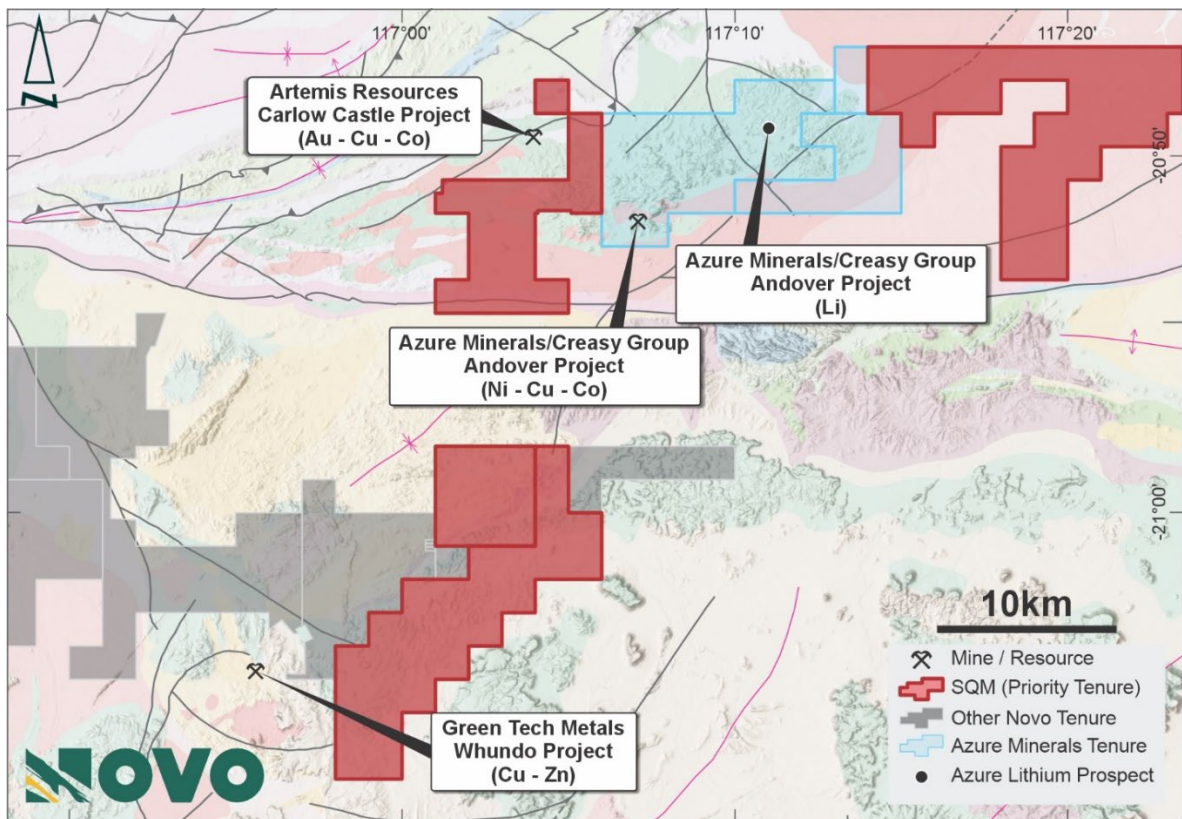 117°00'
117°10'
117°20'
Artemis Resources
Carlow Castle Project
(Au - Cu - Co)
-20°50'
Azure Minerals/Creasy Group
Andover Project
(Li)
Azure Minerals/Creasy Group
Andover Project
(Ni - Cu - Co)
-21°00'
10km
Mine / Resource
SQM (Priority Tenure)
Other Novo Tenure
Azure Minerals Tenure
Azure Lithium Prospect
Green Tech Metals
Whundo Project
(Cu - Zn)
NOVO
Z